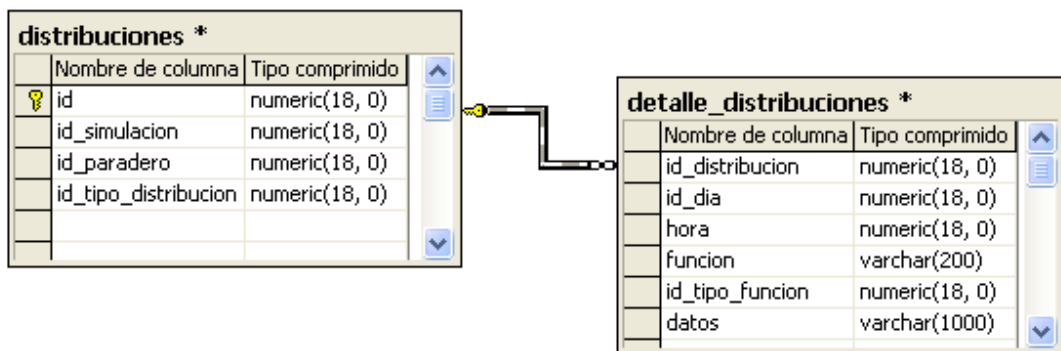 distribuciones *
Nombre de columna Tipo comprimido
id numeric(18, 0)
id_simulacion numeric(18, 0)
id_paradero numeric(18, 0)
id_tipo_distribucion numeric(18, 0)
detalle_distribuciones *
Nombre de columna Tipo comprimido
id_distribucion numeric(18, 0)
id_dia numeric(18, 0)
hora numeric(18, 0)
funcion varchar(200)
id_tipo_funcion numeric(18, 0)
datos varchar(1000)